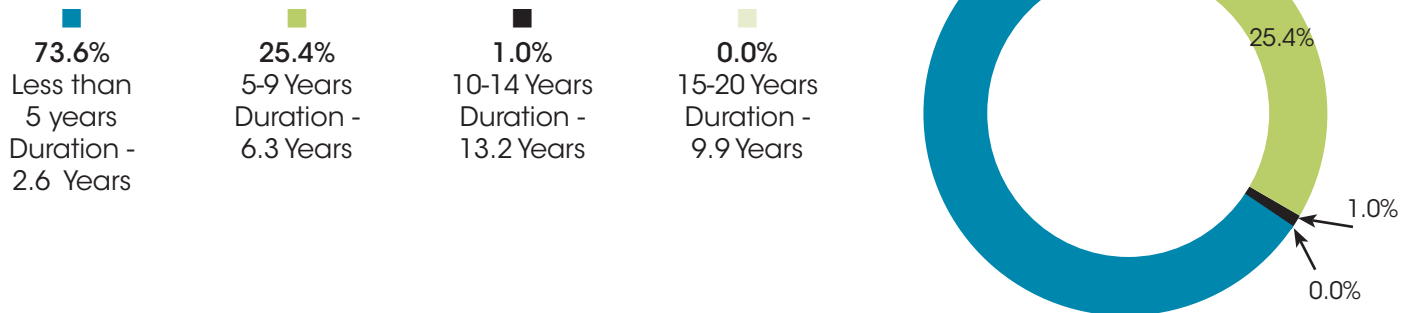 73.6%
Less than
5 years
Duration -
2.6 Years
25.4%
5-9 Years
Duration -
6.3 Years
1.0%
10-14 Years
Duration -
13.2 Years
0.0%
15-20 Years
Duration -
9.9 Years
25.4%
1.0%
0.0%